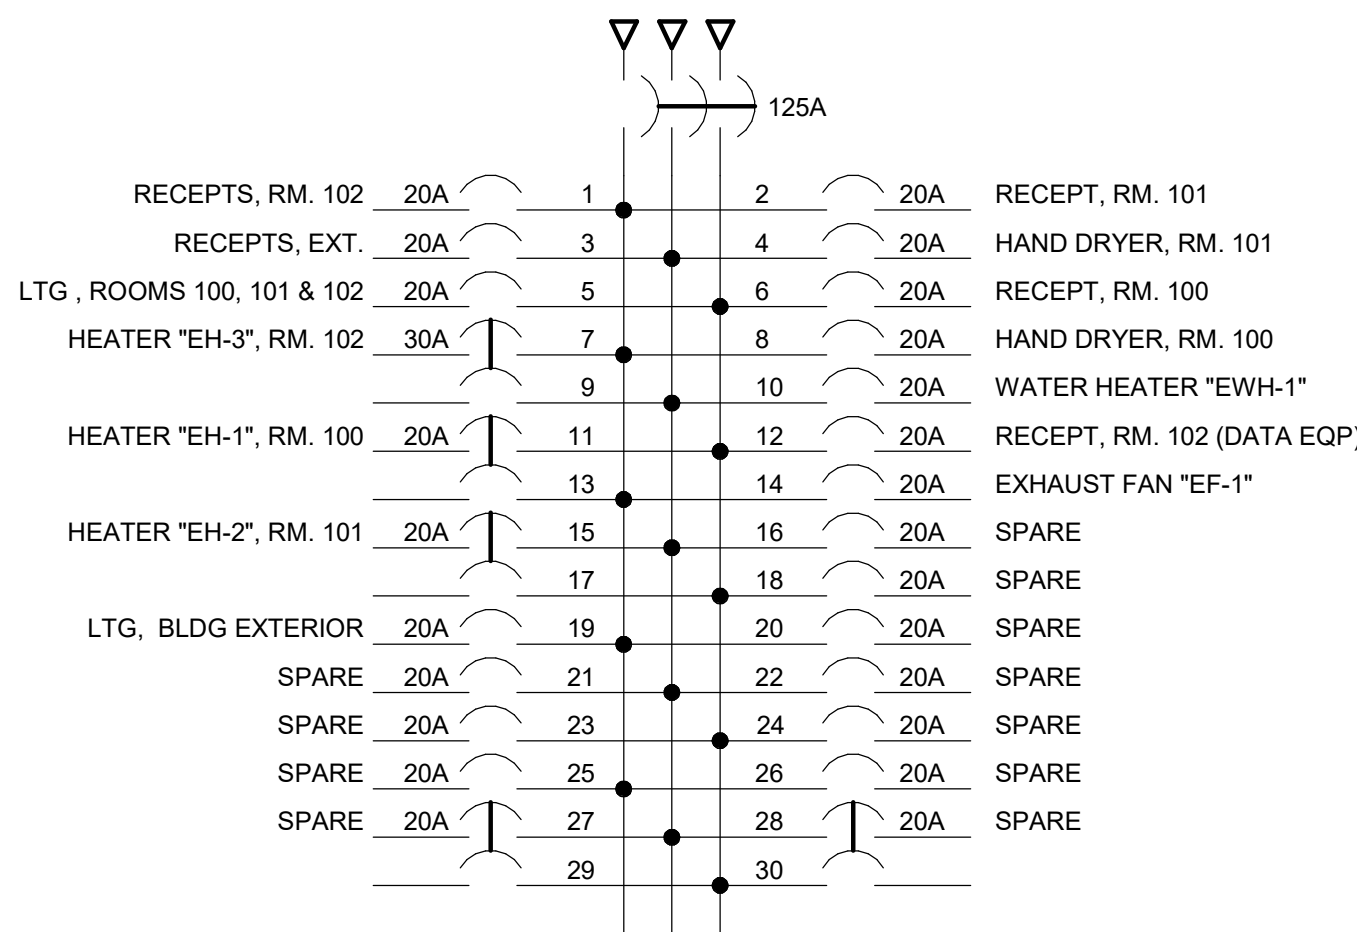 125A
RECEPTS, RM. 102 20A 1 2 20A RECEPT, RM. 101
RECEPTS, EXT. 20A 3 4 20A HAND DRYER, RM. 101
LTG , ROOMS 100, 101 & 102 20A 5 6 20A RECEPT, RM. 100
HEATER "EH-3", RM. 102 30A 7 8 20A HAND DRYER, RM. 100
9 10 20A WATER HEATER "EWH-1"
HEATER "EH-1", RM. 100 20A 11 12 20A RECEPT, RM. 102 (DATA EQP)
13 14 20A EXHAUST FAN "EF-1"
HEATER "EH-2", RM. 101 20A 15 16 20A SPARE
17 18 20A SPARE
LTG, BLDG EXTERIOR 20A 19 20 20A SPARE
SPARE 20A 21 22 20A SPARE
SPARE 20A 23 24 20A SPARE
SPARE 20A 25 26 20A SPARE
SPARE 20A 27 28 20A SPARE
29 30